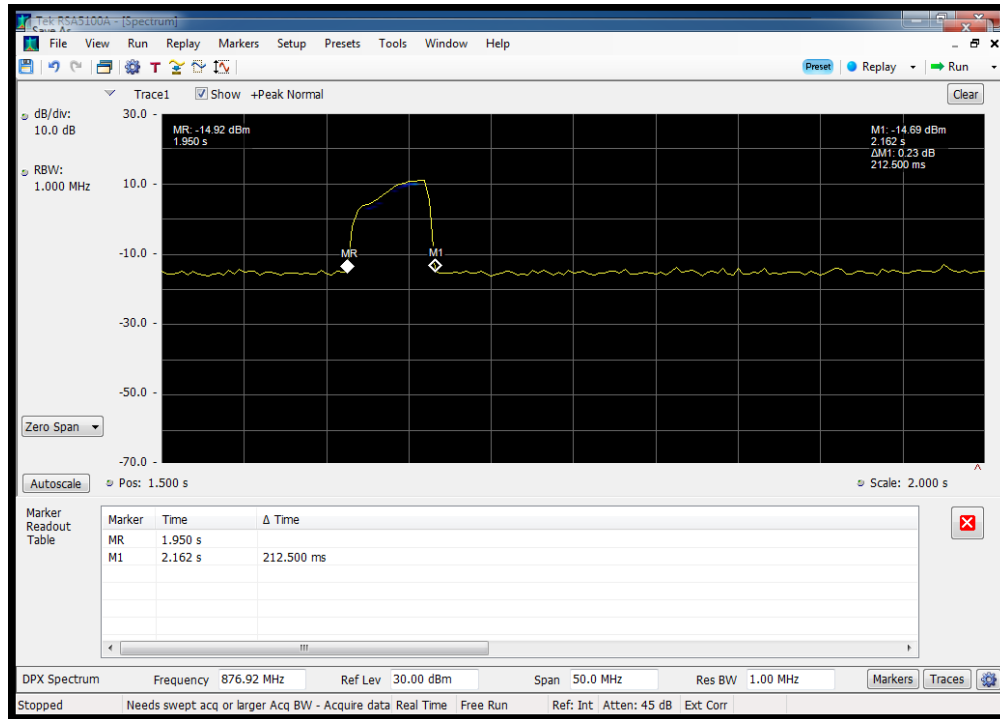 Tek RSA5100A - [Spectrum]
Save As
File View Run Replay Markers Setup Presets Tools Window Help
T Preset Replay Run
Trace1 Show +Peak Normal Clear
dB/div:
10.0 dB
RBW:
1.000 MHz
30.0 -
10.0 -
-10.0 -
-30.0 -
-50.0 -
-70.0 -
MR: -14.92 dBm
1.950 s
M1: -14.69 dBm
2.162 s
ΔM1: 0.23 dB
212.500 ms
MR M1
Zero Span
Autoscale Pos: 1.500 s Scale: 2.000 s
Marker
Readout
Table
Marker Time Δ Time
MR 1.950 s
M1 2.162 s 212.500 ms
DPX Spectrum Frequency 876.92 MHz Ref Lev 30.00 dBm Span 50.0 MHz Res BW 1.00 MHz Markers Traces
Stopped Needs swept acq or larger Acq BW - Acquire data Real Time Free Run Ref: Int Atten: 45 dB Ext Corr